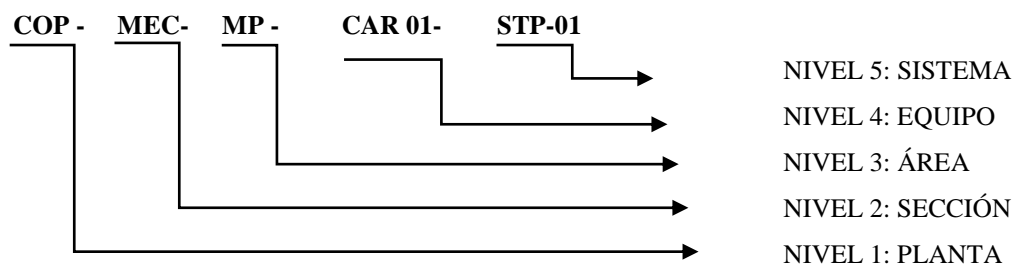 COP - MEC- MP - CAR 01- STP-01
NIVEL 5: SISTEMA
NIVEL 4: EQUIPO
NIVEL 3: ÁREA
NIVEL 2: SECCIÓN
NIVEL 1: PLANTA